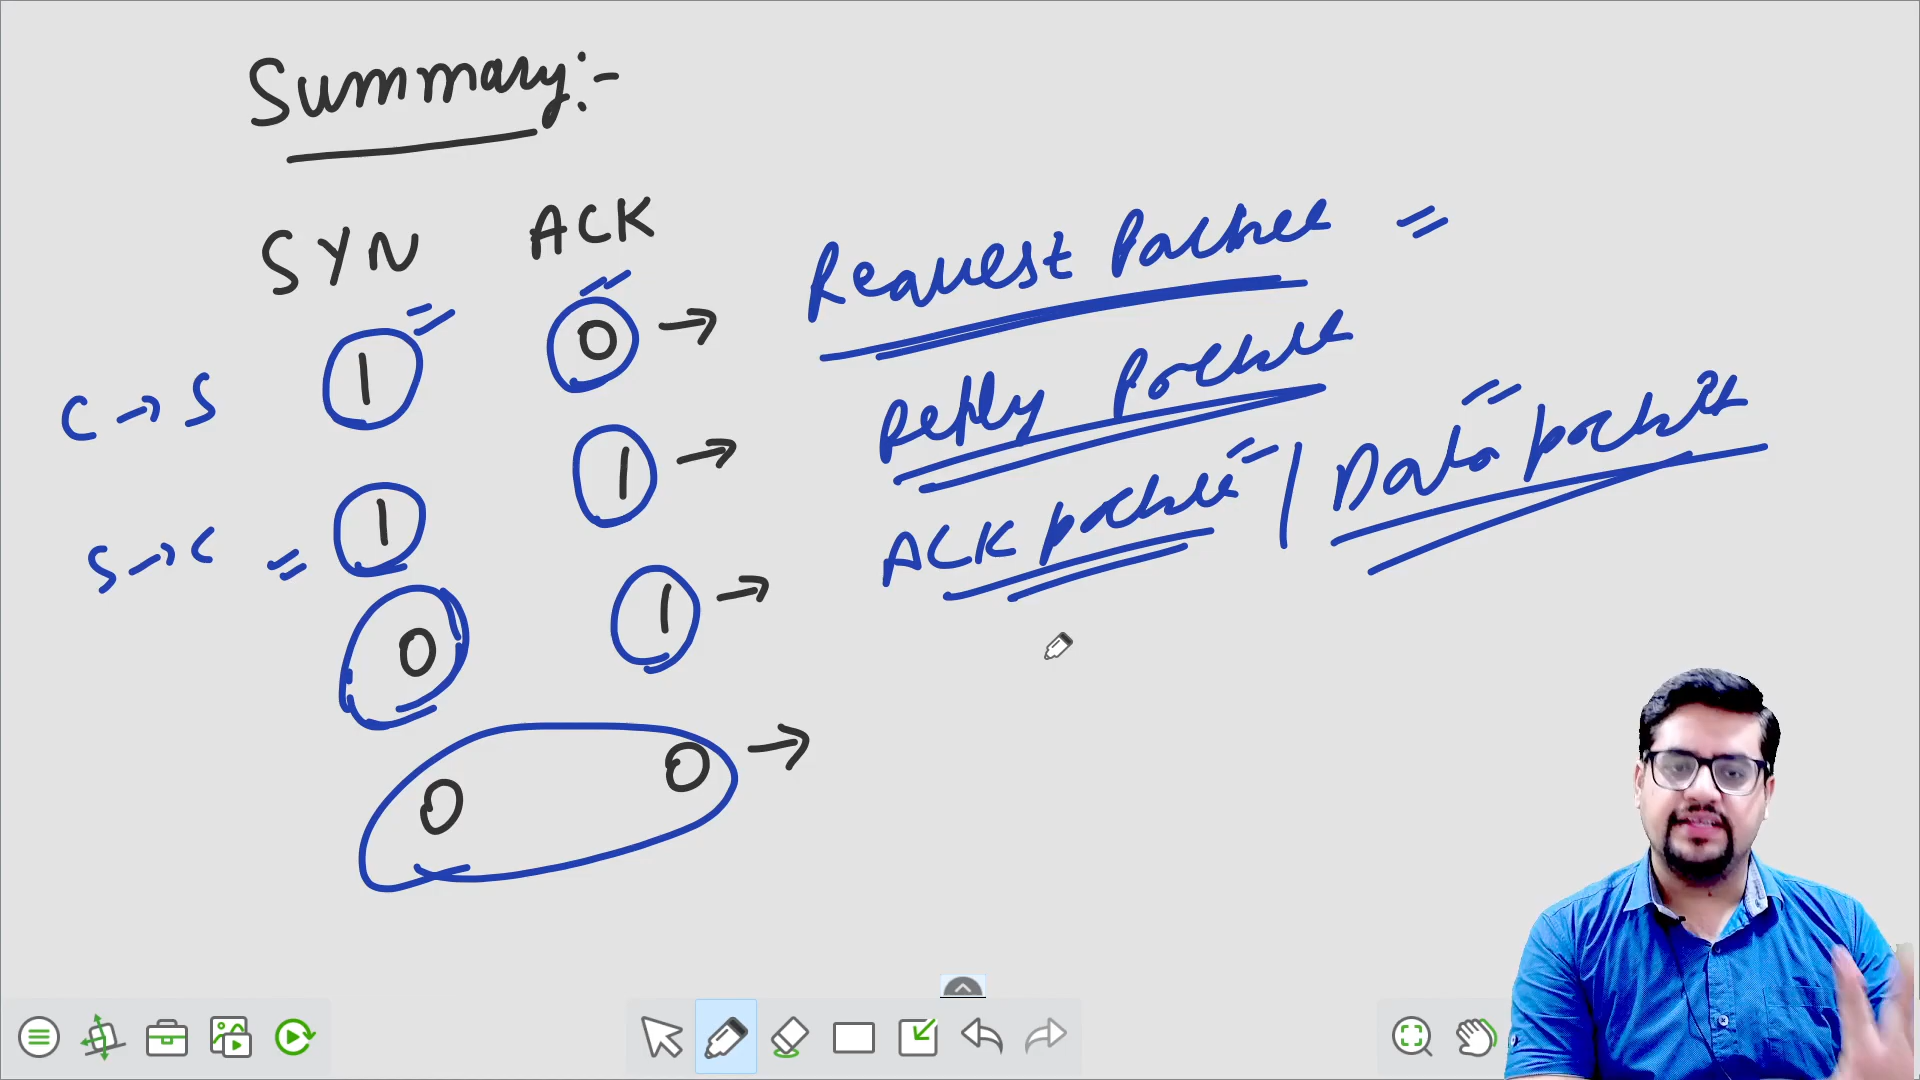 Summary:-
SYN ACK
1 0 → Request Packet =
C → S
1 1 → Reply Packet
S → C =
0 1 → ACK packet / Data packet
0 0 →